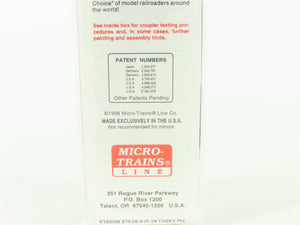 Choice" of model railroaders around
the world!
See inside box for coupler testing pro-
cedures and, in some cases, further
painting and assembly hints.
PATENT NUMBERS
Japan
Germany
Germany
U.S.A.
U.S.A.
U.S.A.
U.S.A.
Other Patents Pending
©1998 Micro-Trains® Line Co.
MADE EXCLUSIVELY IN THE U.S.A.
Not recommended for minors
MICRO-
TRAINS®
LINE
351 Rogue River Parkway
P.O. Box 1200
Talent, OR 97540-1200 U.S.A.